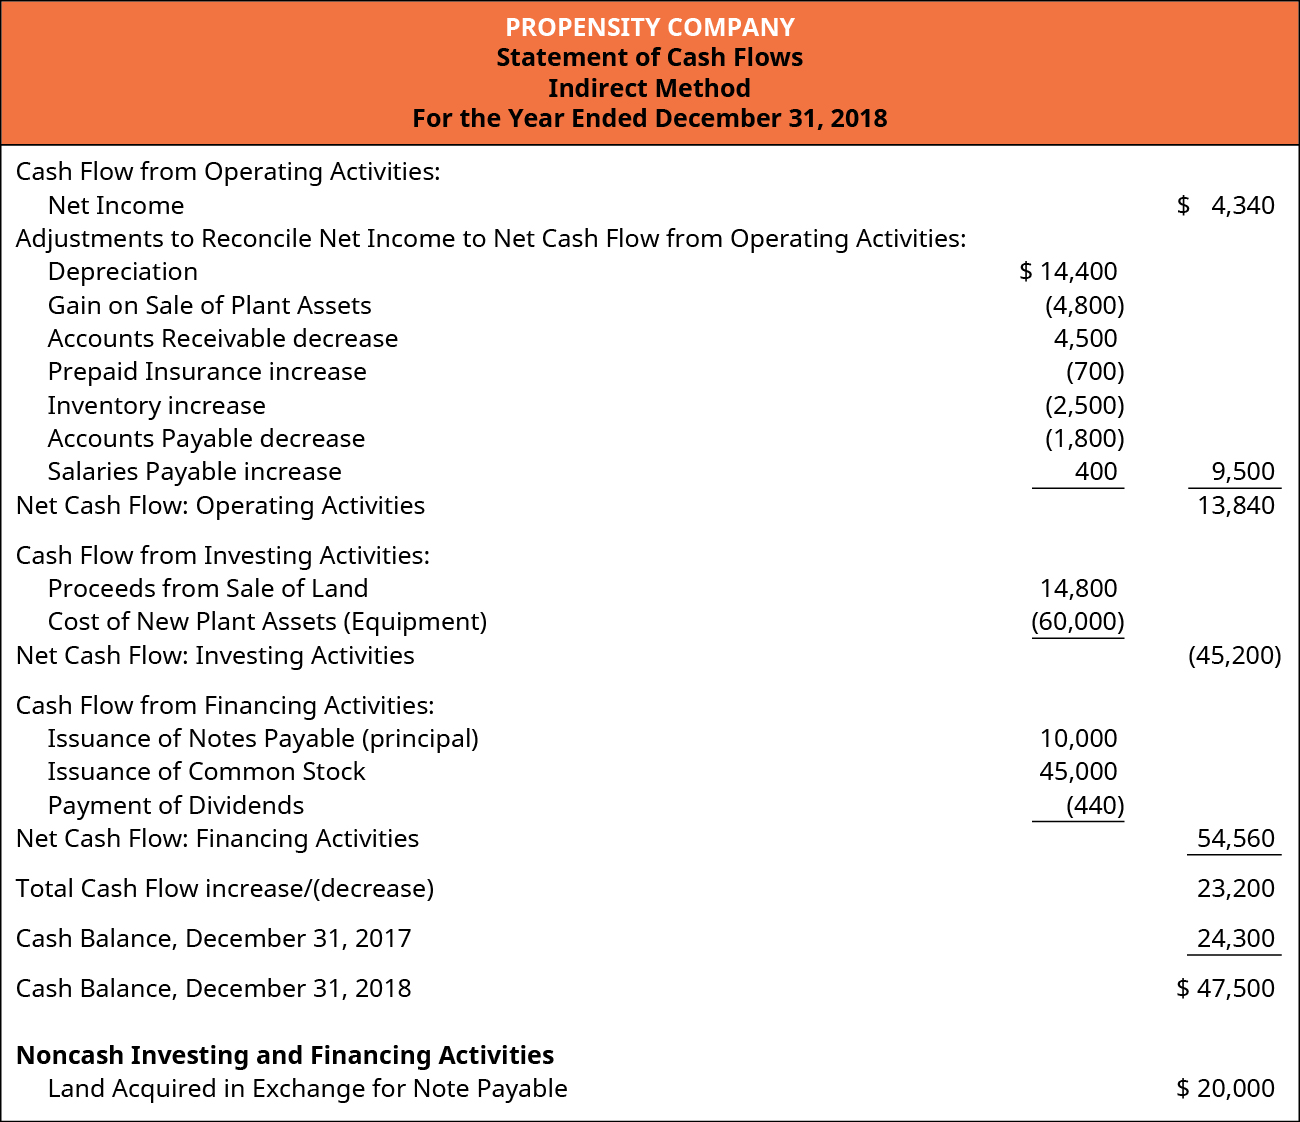 PROPENSITY COMPANY
Statement of Cash Flows
Indirect Method
For the Year Ended December 31, 2018
Cash Flow from Operating Activities:
Net Income $ 4,340
Adjustments to Reconcile Net Income to Net Cash Flow from Operating Activities:
Depreciation $ 14,400
Gain on Sale of Plant Assets (4,800)
Accounts Receivable decrease 4,500
Prepaid Insurance increase (700)
Inventory increase (2,500)
Accounts Payable decrease (1,800)
Salaries Payable increase 400 9,500
Net Cash Flow: Operating Activities 13,840
Cash Flow from Investing Activities:
Proceeds from Sale of Land 14,800
Cost of New Plant Assets (Equipment) (60,000)
Net Cash Flow: Investing Activities (45,200)
Cash Flow from Financing Activities:
Issuance of Notes Payable (principal) 10,000
Issuance of Common Stock 45,000
Payment of Dividends (440)
Net Cash Flow: Financing Activities 54,560
Total Cash Flow increase/(decrease) 23,200
Cash Balance, December 31, 2017 24,300
Cash Balance, December 31, 2018 $ 47,500
Noncash Investing and Financing Activities
Land Acquired in Exchange for Note Payable $ 20,000